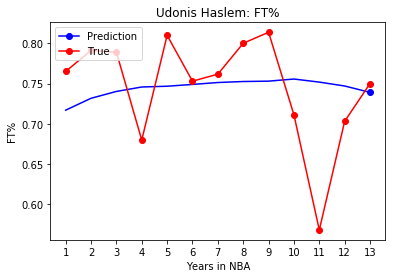 Udonis Haslem: FT%
Prediction
True
FT%
0.80
0.75
0.70
0.65
0.60
1 2 3 4 5 6 7 8 9 10 11 12 13
Years in NBA